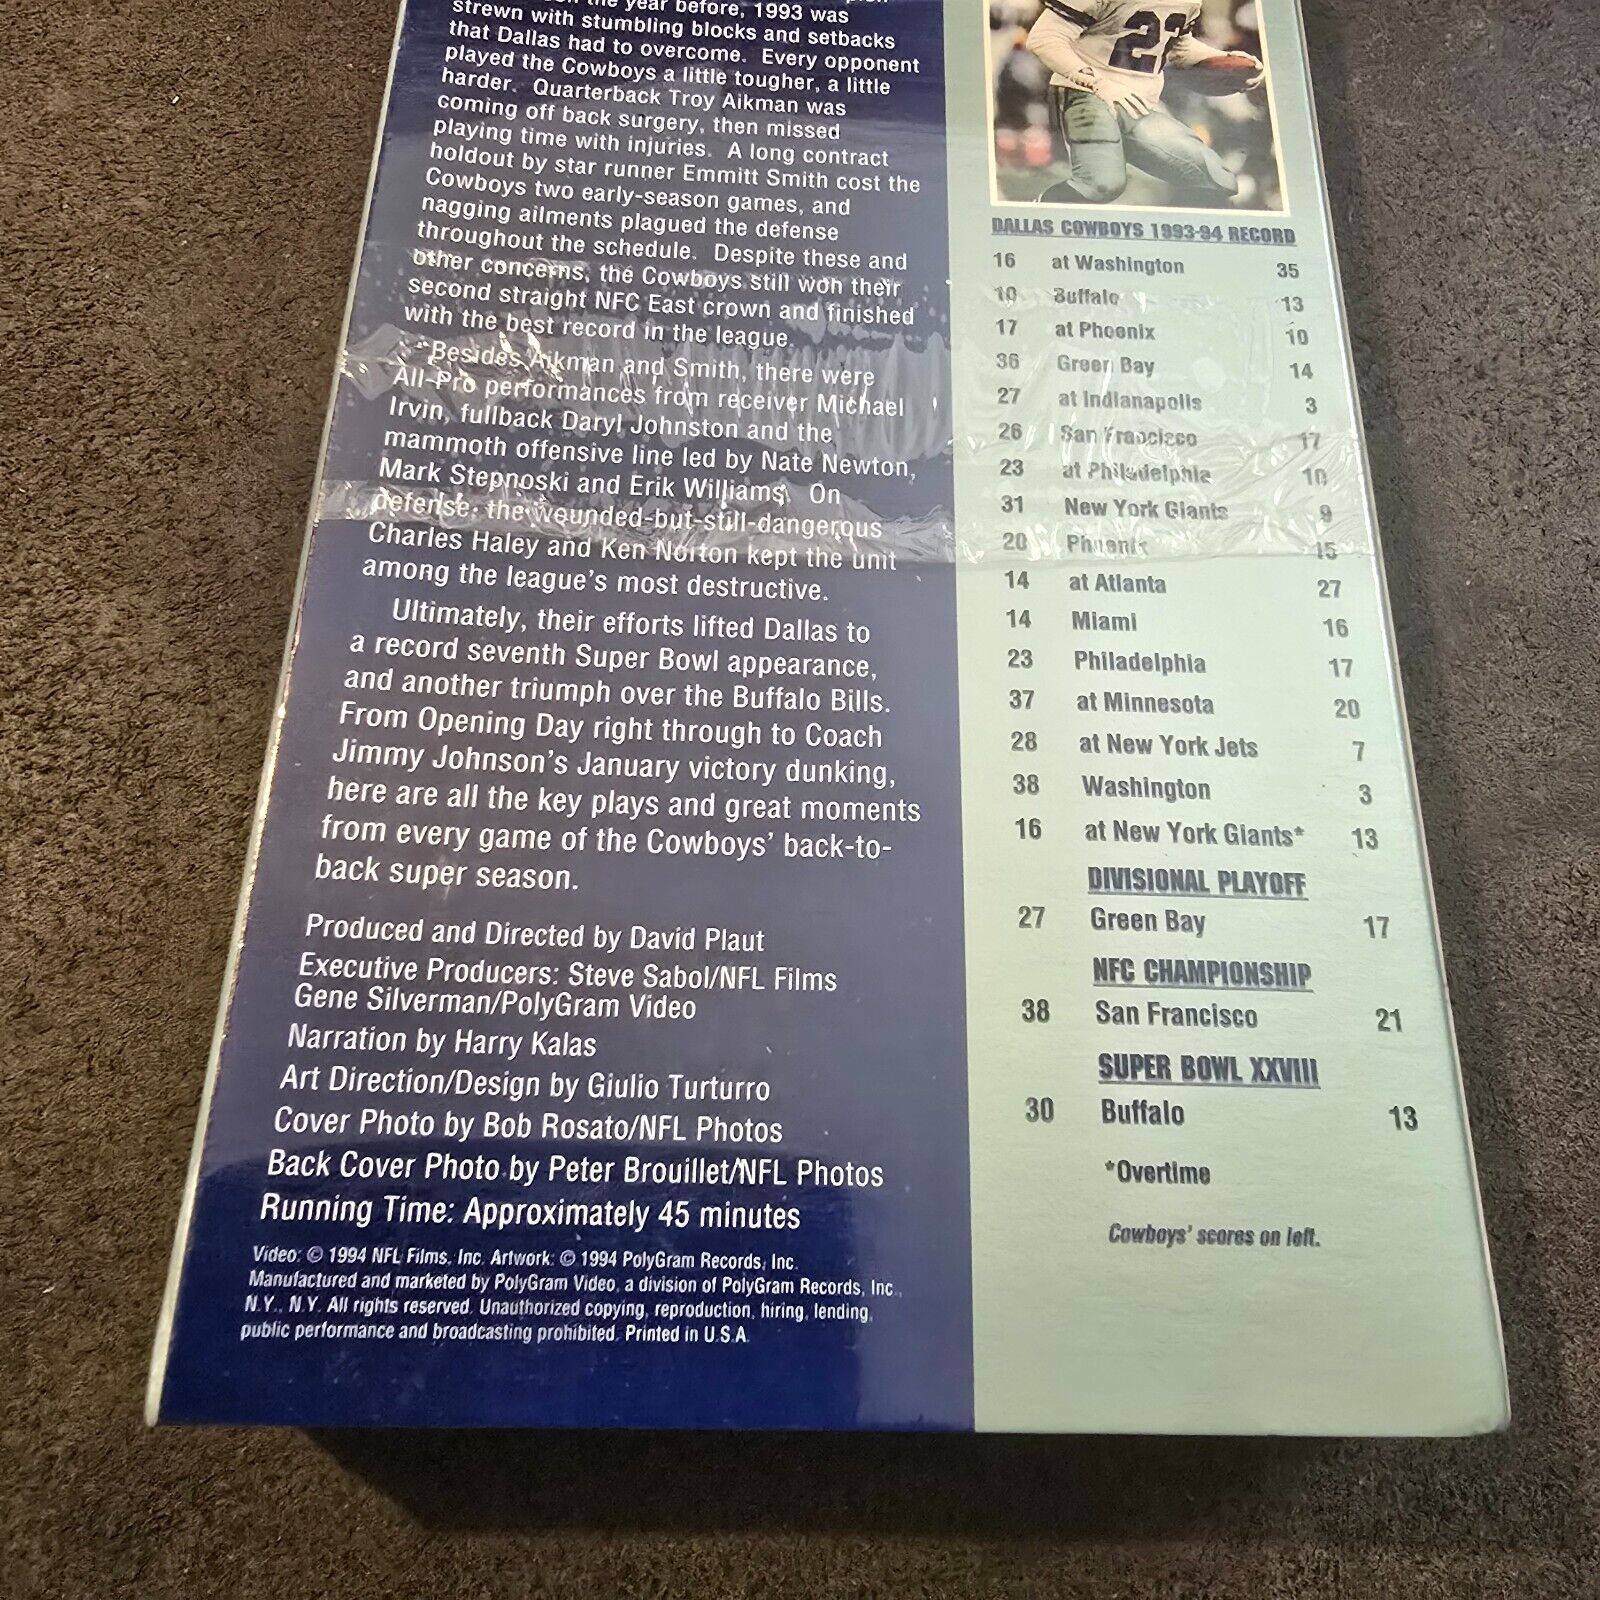 the year before, 1993 was
strewn with stumbling blocks and setbacks
that Dallas had to overcome. Every opponent
played the Cowboys a little tougher, a little
harder. Quarterback Troy Aikman was
coming off back surgery, then missed
playing time with injuries. A long contract
holdout by star runner Emmitt Smith cost the
Cowboys two early-season games, and
nagging ailments plagued the defense
throughout the schedule. Despite these and
other concerns, the Cowboys still won their
second straight NFC East crown and finished
with the best record in the league.
Besides Aikman and Smith, there were
All-Pro performances from receiver Michael
Irvin, fullback Daryl Johnston and the
mammoth offensive line led by Nate Newton,
Mark Stepnoski and Erik Williams. On
defense, the wounded-but-still-dangerous
Charles Haley and Ken Norton kept the unit
among the league's most destructive.
Ultimately, their efforts lifted Dallas to
a record seventh Super Bowl appearance,
and another triumph over the Buffalo Bills.
From Opening Day right through to Coach
Jimmy Johnson's January victory dunking,
here are all the key plays and great moments
from every game of the Cowboys' back-to-
back super season.
Produced and Directed by David Plaut
Executive Producers: Steve Sabol/NFL Films
Gene Silverman/PolyGram Video
Narration by Harry Kalas
Art Direction/Design by Giulio Turturro
Cover Photo by Bob Rosato/NFL Photos
Back Cover Photo by Peter Brouillet/NFL Photos
Running Time: Approximately 45 minutes
Video: © 1994 NFL Films, Inc. Artwork: © 1994 PolyGram Records, Inc.
Manufactured and marketed by PolyGram Video, a division of PolyGram Records, Inc.,
N.Y., N.Y. All rights reserved. Unauthorized copying, reproduction, hiring, lending,
public performance and broadcasting prohibited. Printed in U.S.A.
22
DALLAS COWBOYS 1993-94 RECORD
16 at Washington 35
10 Buffalo 13
17 at Phoenix 10
36 Green Bay 14
27 at Indianapolis 3
26 San Francisco 17
23 at Philadelphia 10
31 New York Giants 9
20 Phoenix 15
14 at Atlanta 27
14 Miami 16
23 Philadelphia 17
37 at Minnesota 20
28 at New York Jets 7
38 Washington 3
16 at New York Giants* 13
DIVISIONAL PLAYOFF
27 Green Bay 17
NFC CHAMPIONSHIP
38 San Francisco 21
SUPER BOWL XXVIII
30 Buffalo 13
*Overtime
Cowboys' scores on left.